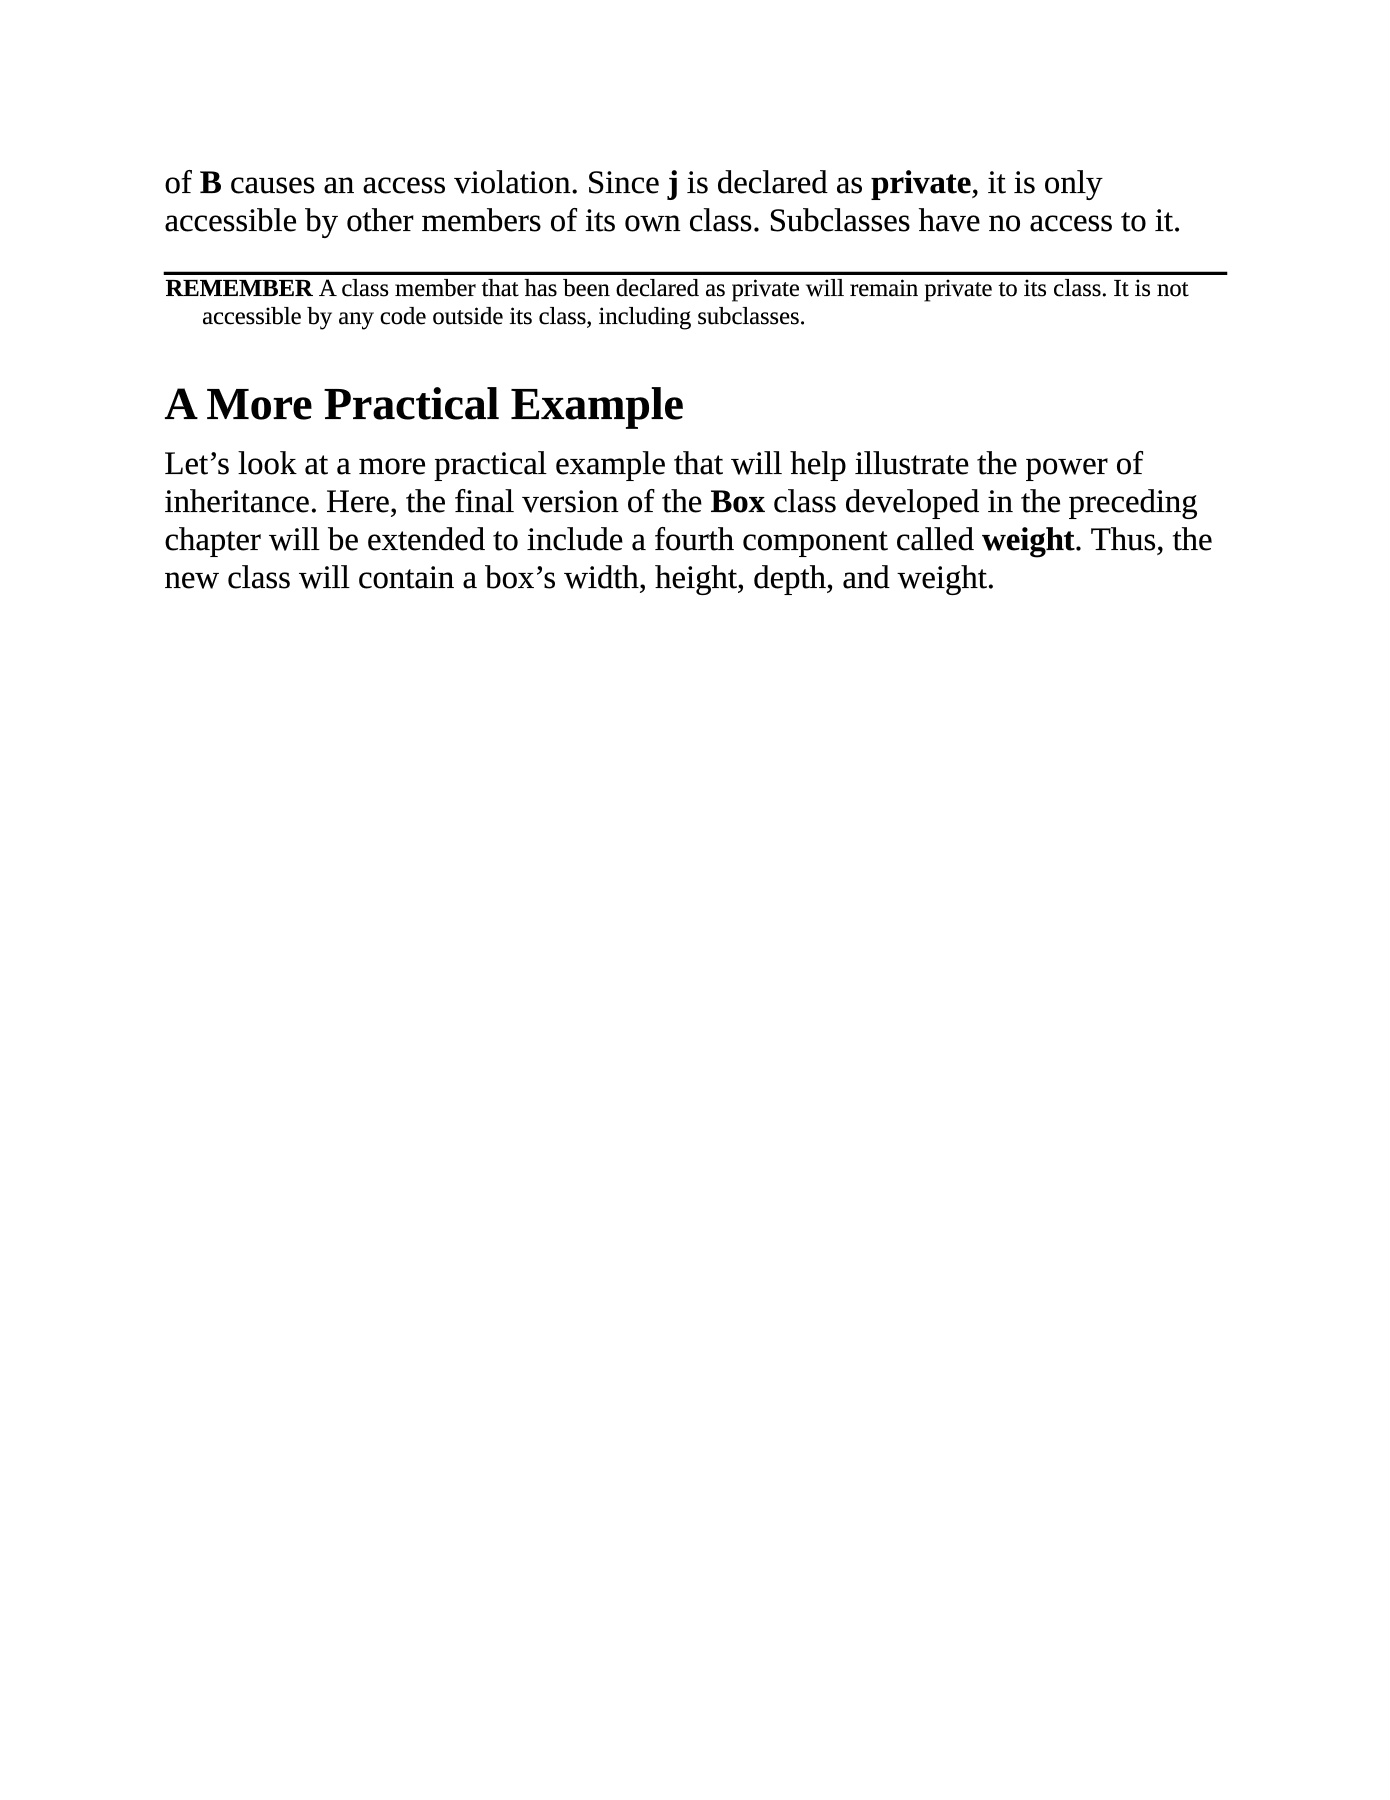 of B causes an access violation. Since j is declared as private, it is only
accessible by other members of its own class. Subclasses have no access to it.
REMEMBER A class member that has been declared as private will remain private to its class. It is not
accessible by any code outside its class, including subclasses.
A More Practical Example
Let’s look at a more practical example that will help illustrate the power of
inheritance. Here, the final version of the Box class developed in the preceding
chapter will be extended to include a fourth component called weight. Thus, the
new class will contain a box’s width, height, depth, and weight.